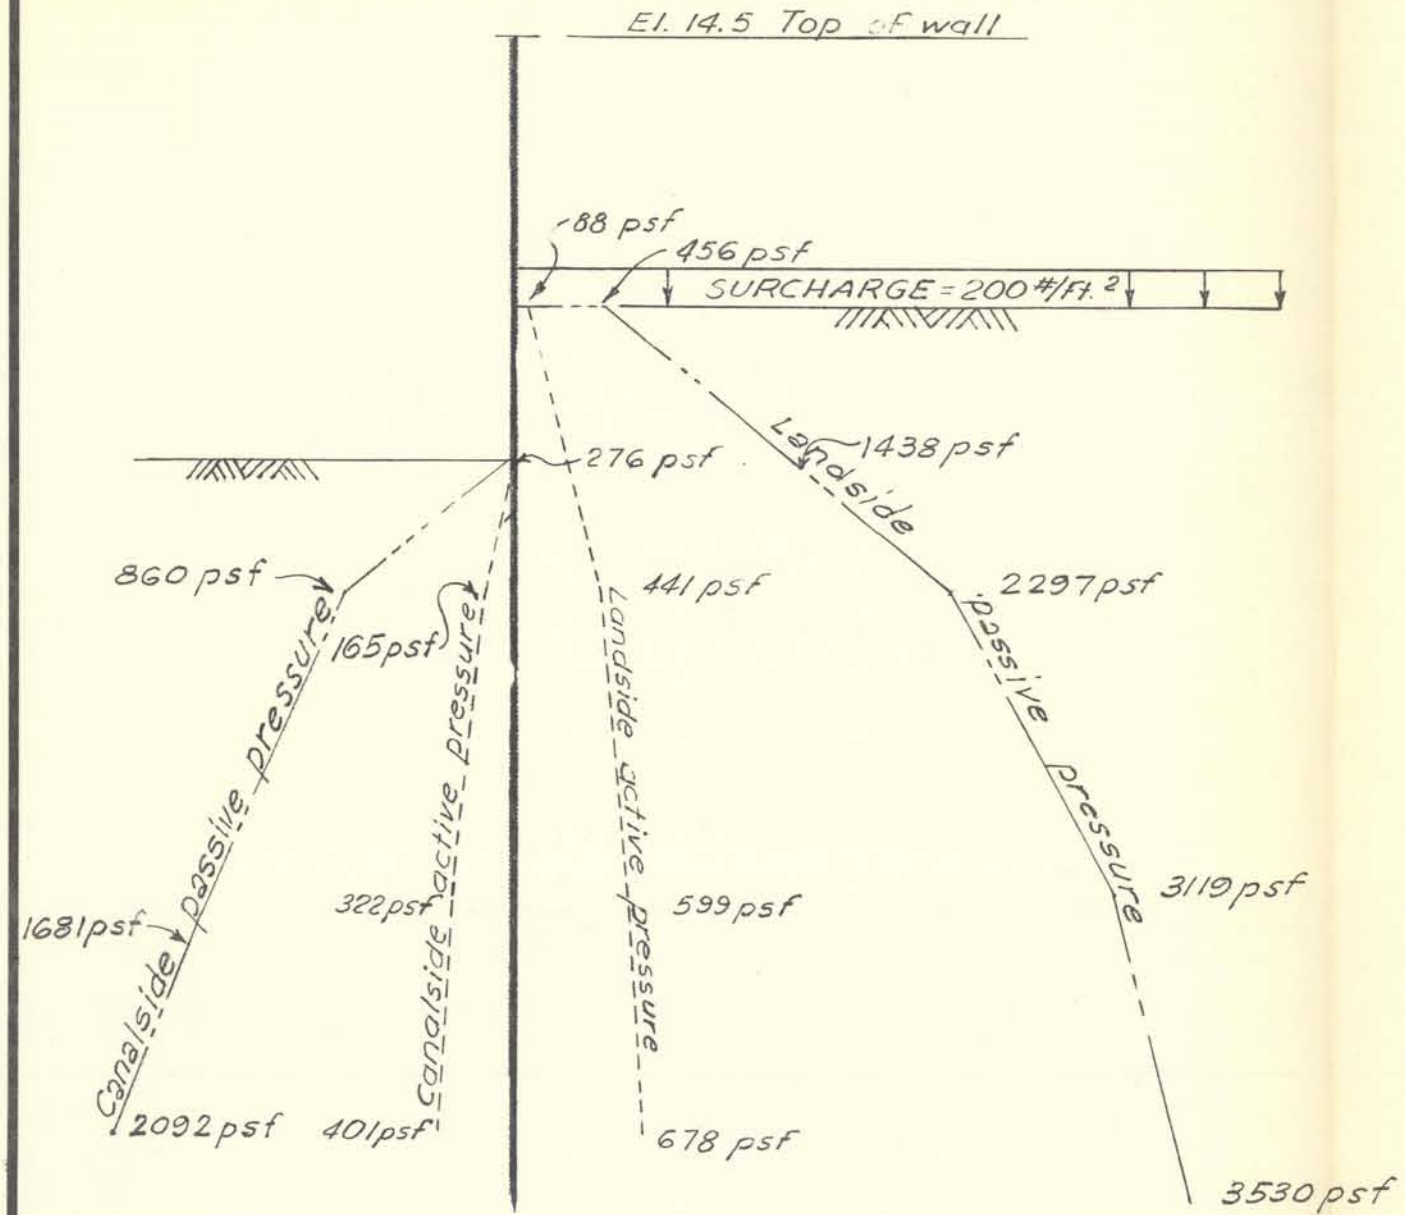 El. 14.5 Top of wall
88 psf
456 psf
SURCHARGE = 200 #/Ft.²
276 psf
1438 psf
Landside passive pressure
860 psf
165 psf
441 psf
2297 psf
Canalside passive pressure
Canalside active pressure
Landside active pressure
1681 psf
322 psf
599 psf
3119 psf
2092 psf
401 psf
678 psf
3530 psf